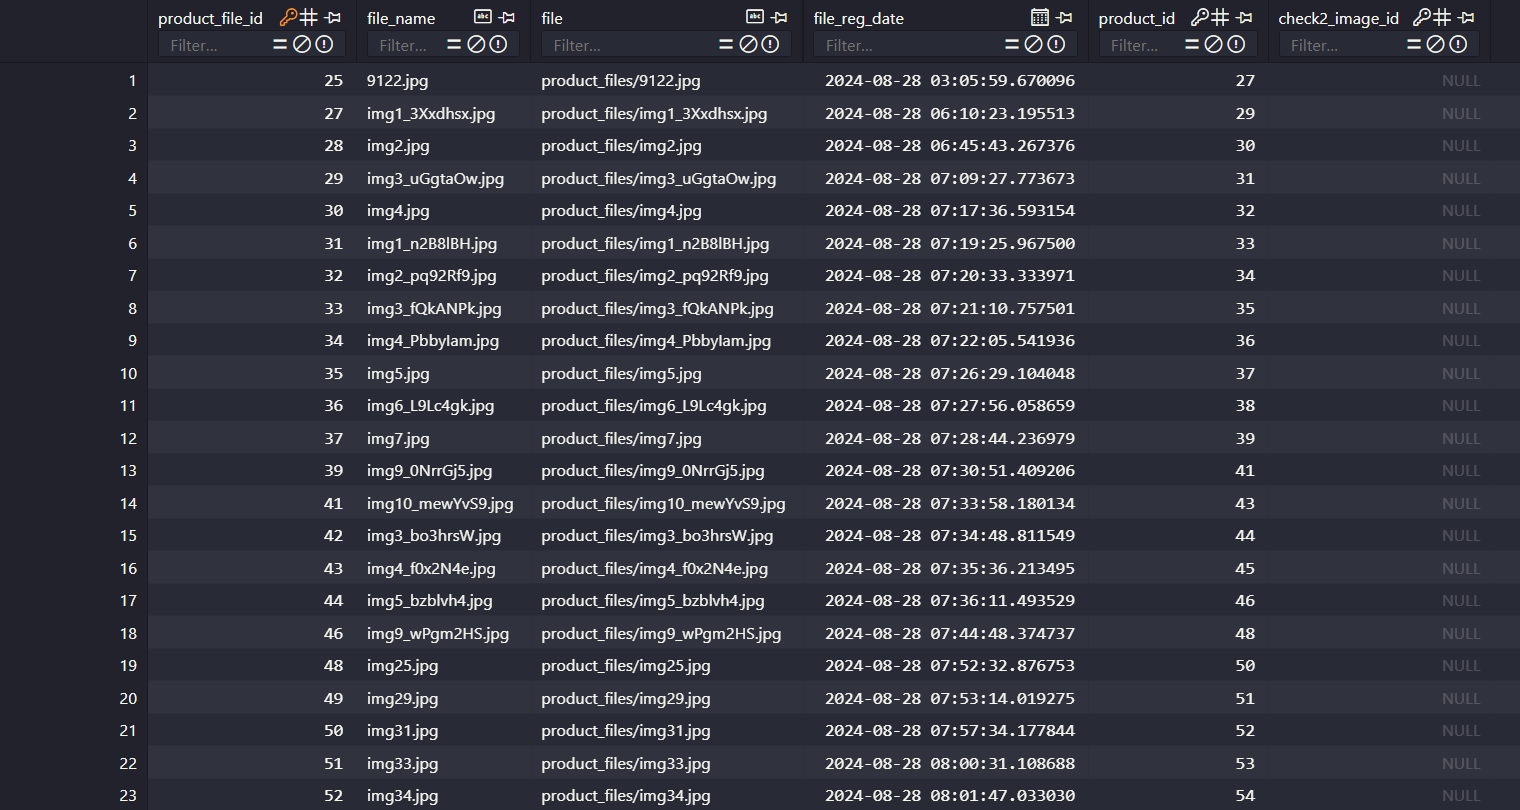 product_file_id file_name file file_reg_date product_id check2_image_id
Filter... Filter... Filter... Filter... Filter... Filter...
1 25 9122.jpg product_files/9122.jpg 2024-08-28 03:05:59.670096 27 NULL
2 27 img1_3Xxdhsx.jpg product_files/img1_3Xxdhsx.jpg 2024-08-28 06:10:23.195513 29 NULL
3 28 img2.jpg product_files/img2.jpg 2024-08-28 06:45:43.267376 30 NULL
4 29 img3_uGgtaOw.jpg product_files/img3_uGgtaOw.jpg 2024-08-28 07:09:27.773673 31 NULL
5 30 img4.jpg product_files/img4.jpg 2024-08-28 07:17:36.593154 32 NULL
6 31 img1_n2B8lBH.jpg product_files/img1_n2B8lBH.jpg 2024-08-28 07:19:25.967500 33 NULL
7 32 img2_pq92Rf9.jpg product_files/img2_pq92Rf9.jpg 2024-08-28 07:20:33.333971 34 NULL
8 33 img3_fQkANPk.jpg product_files/img3_fQkANPk.jpg 2024-08-28 07:21:10.757501 35 NULL
9 34 img4_PbbyIam.jpg product_files/img4_PbbyIam.jpg 2024-08-28 07:22:05.541936 36 NULL
10 35 img5.jpg product_files/img5.jpg 2024-08-28 07:26:29.104048 37 NULL
11 36 img6_L9Lc4gk.jpg product_files/img6_L9Lc4gk.jpg 2024-08-28 07:27:56.058659 38 NULL
12 37 img7.jpg product_files/img7.jpg 2024-08-28 07:28:44.236979 39 NULL
13 39 img9_0NrrGj5.jpg product_files/img9_0NrrGj5.jpg 2024-08-28 07:30:51.409206 41 NULL
14 41 img10_mewYvS9.jpg product_files/img10_mewYvS9.jpg 2024-08-28 07:33:58.180134 43 NULL
15 42 img3_bo3hrsW.jpg product_files/img3_bo3hrsW.jpg 2024-08-28 07:34:48.811549 44 NULL
16 43 img4_f0x2N4e.jpg product_files/img4_f0x2N4e.jpg 2024-08-28 07:35:36.213495 45 NULL
17 44 img5_bzblvh4.jpg product_files/img5_bzblvh4.jpg 2024-08-28 07:36:11.493529 46 NULL
18 46 img9_wPgm2HS.jpg product_files/img9_wPgm2HS.jpg 2024-08-28 07:44:48.374737 48 NULL
19 48 img25.jpg product_files/img25.jpg 2024-08-28 07:52:32.876753 50 NULL
20 49 img29.jpg product_files/img29.jpg 2024-08-28 07:53:14.019275 51 NULL
21 50 img31.jpg product_files/img31.jpg 2024-08-28 07:57:34.177844 52 NULL
22 51 img33.jpg product_files/img33.jpg 2024-08-28 08:00:31.108688 53 NULL
23 52 img34.jpg product_files/img34.jpg 2024-08-28 08:01:47.033030 54 NULL